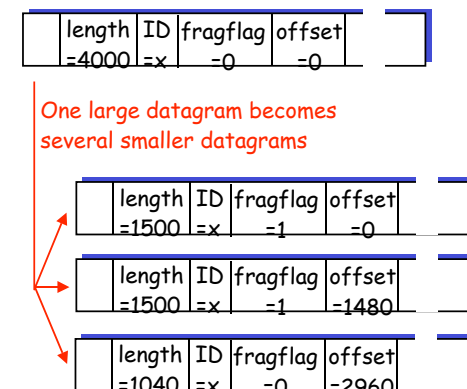 length ID fragflag offset
=4000 =x =0 =0
One large datagram becomes
several smaller datagrams
length ID fragflag offset
=1500 =x =1 =0
length ID fragflag offset
=1500 =x =1 =1480
length ID fragflag offset
=1040 =x =0 =2960